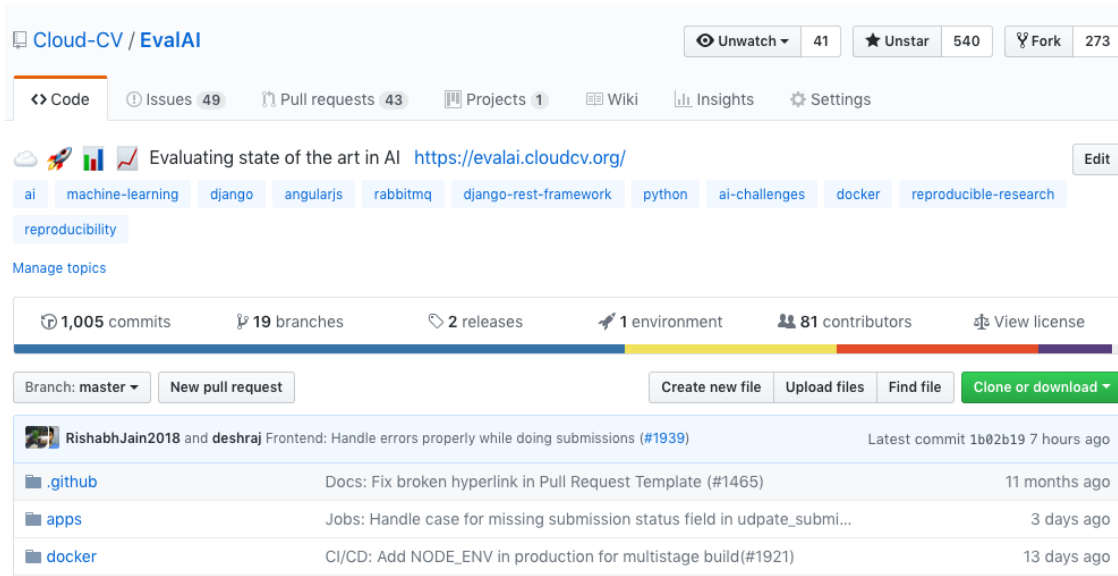 Cloud-CV / EvalAI Unwatch 41 Unstar 540 Fork 273
Code Issues 49 Pull requests 43 Projects 1 Wiki Insights Settings
Evaluating state of the art in AI https://evalai.cloudcv.org/ Edit
ai machine-learning django angularjs rabbitmq django-rest-framework python ai-challenges docker reproducible-research
reproducibility
Manage topics
1,005 commits 19 branches 2 releases 1 environment 81 contributors View license
Branch: master New pull request Create new file Upload files Find file Clone or download
RishabhJain2018 and deshraj Frontend: Handle errors properly while doing submissions (#1939) Latest commit 1b02b19 7 hours ago
.github Docs: Fix broken hyperlink in Pull Request Template (#1465) 11 months ago
apps Jobs: Handle case for missing submission status field in udpate_submi... 3 days ago
docker CI/CD: Add NODE_ENV in production for multistage build(#1921) 13 days ago